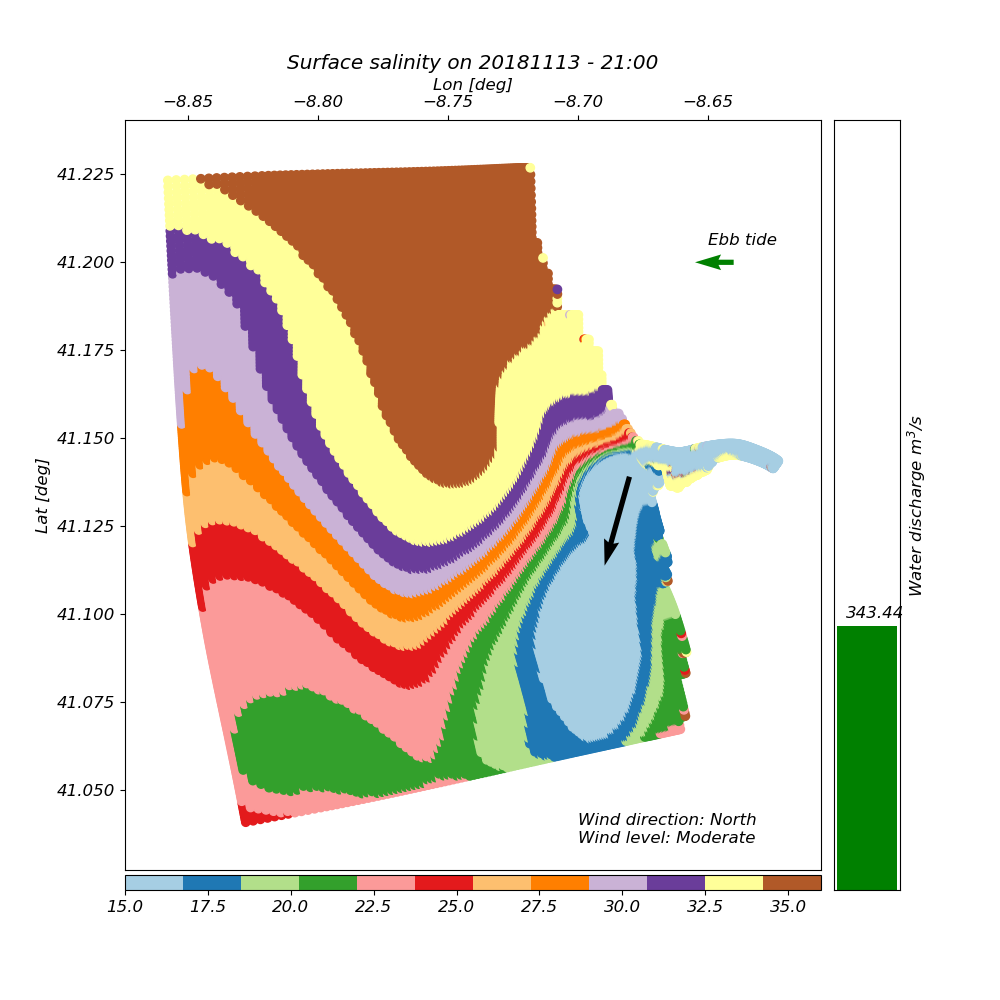 Surface salinity on 20181113 - 21:00
Lon [deg]
−8.85 −8.80 −8.75 −8.70 −8.65
41.225
41.200
41.175
41.150
41.125
41.100
41.075
41.050
Lat [deg]
Ebb tide
Wind direction: North
Wind level: Moderate
343.44
Water discharge m³/s
15.0 17.5 20.0 22.5 25.0 27.5 30.0 32.5 35.0